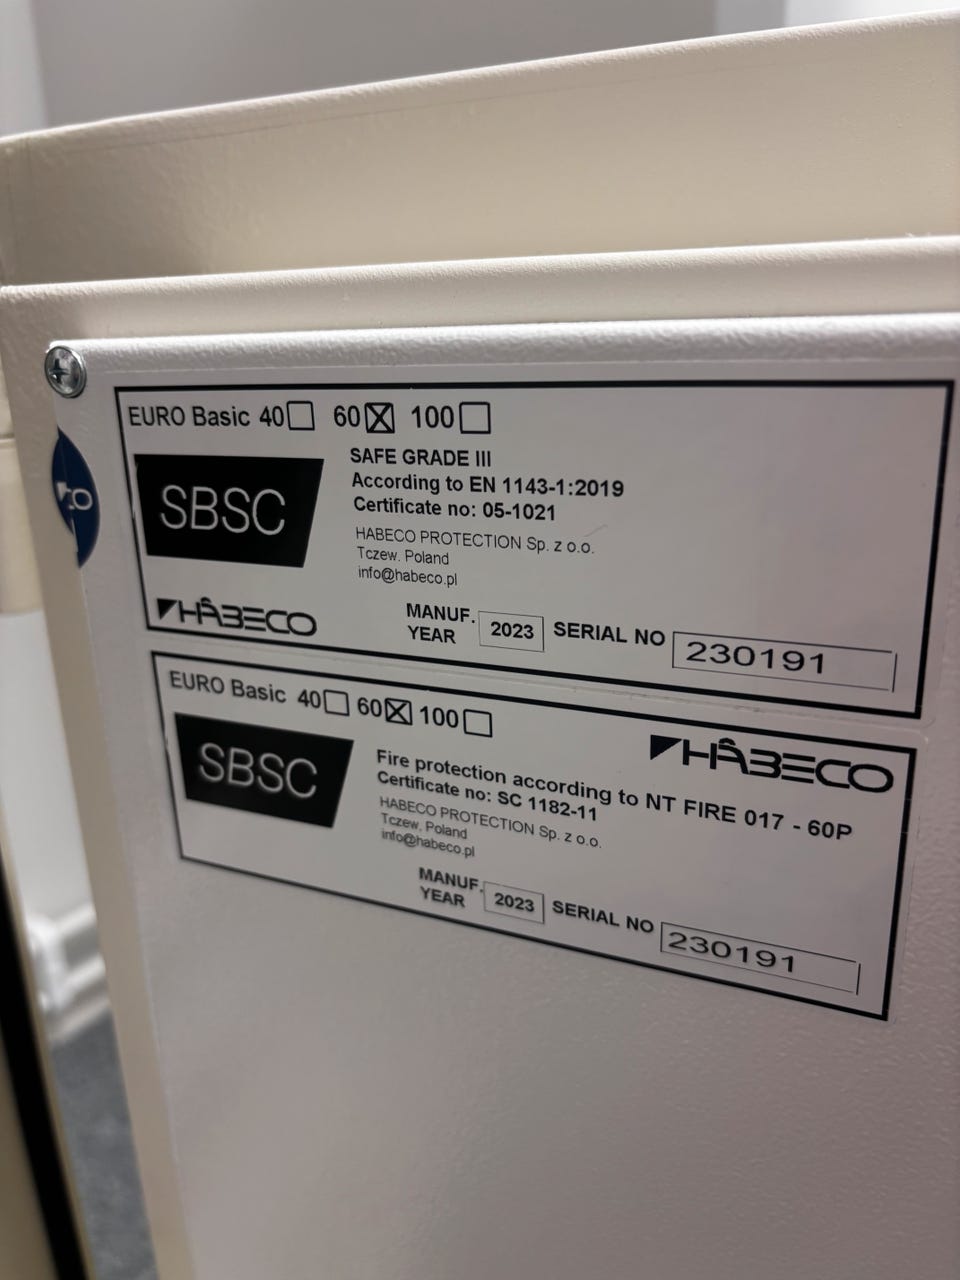 EURO Basic 40☐ 60☒ 100☐
SBSC
SAFE GRADE III
According to EN 1143-1:2019
Certificate no: 05-1021
HABECO PROTECTION Sp. z o.o.
Tczew, Poland
info@habeco.pl
HÂBECO
MANUF. YEAR 2023 SERIAL NO 230191
EURO Basic 40☐ 60☒ 100☐
HÂBECO
SBSC
Fire protection according to NT FIRE 017 - 60P
Certificate no: SC 1182-11
HABECO PROTECTION Sp. z o.o.
Tczew, Poland
info@habeco.pl
MANUF. YEAR 2023 SERIAL NO 230191